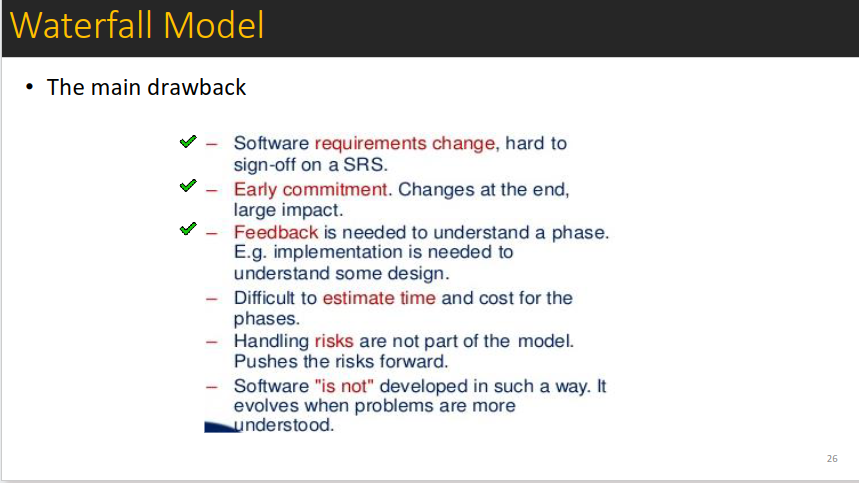 Waterfall Model
• The main drawback
– Software requirements change, hard to
sign-off on a SRS.
– Early commitment. Changes at the end,
large impact.
– Feedback is needed to understand a phase.
E.g. implementation is needed to
understand some design.
– Difficult to estimate time and cost for the
phases.
– Handling risks are not part of the model.
Pushes the risks forward.
– Software "is not" developed in such a way. It
evolves when problems are more
understood.
26